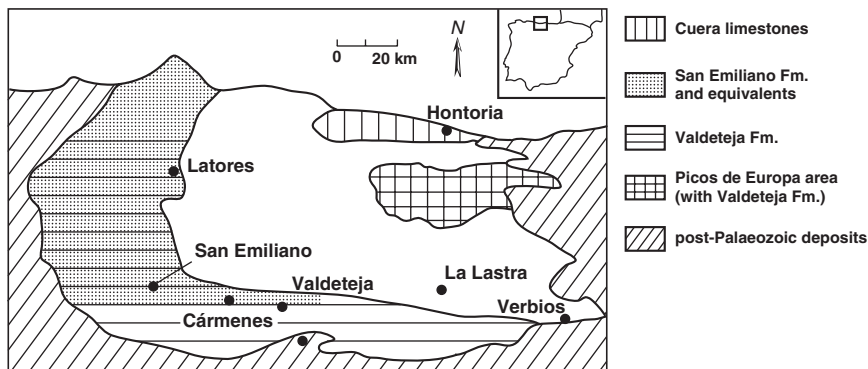 N
0 20 km
Hontoria
Latores
San Emiliano
Valdeteja
La Lastra
Cármenes
Verbios
Cuera limestones
San Emiliano Fm.
and equivalents
Valdeteja Fm.
Picos de Europa area
(with Valdeteja Fm.)
post-Palaeozoic deposits